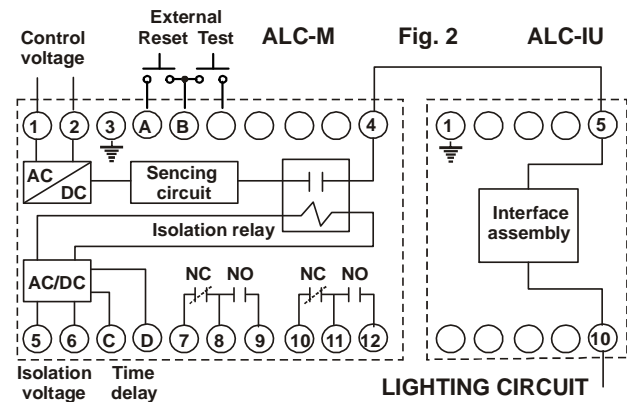 External
Control Reset Test ALC-M Fig. 2 ALC-IU
voltage
1 2 3 A B 4 1 5
AC
DC
Sencing
circuit
Isolation relay
Interface
assembly
AC/DC
NC NO NC NO
5 6 C D 7 8 9 10 11 12 10
Isolation Time
voltage delay
LIGHTING CIRCUIT